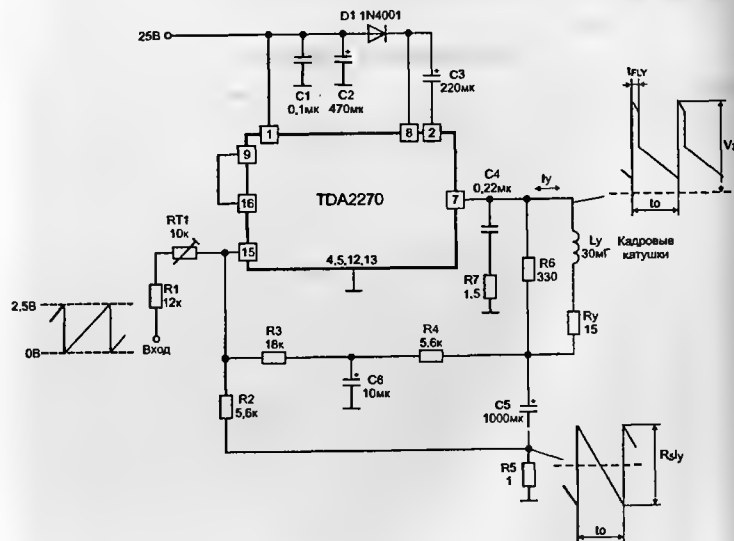 D1 1N4001
25В
C1
0,1мк
C2
470мк
C3
220мк
1
8
2
9
16
15
7
TDA2270
4,5,12,13
RT1
10к
R1
12к
2,5В
0В
Вход
C4
0,22мк
Iy
R7
1,5
R6
330
Ly
30мГ
Кадровые
катушки
Ry
15
tFLY
to
R3
18к
R4
5,6к
C6
10мк
R2
5,6к
C5
1000мк
R5
1
R5Iy
to